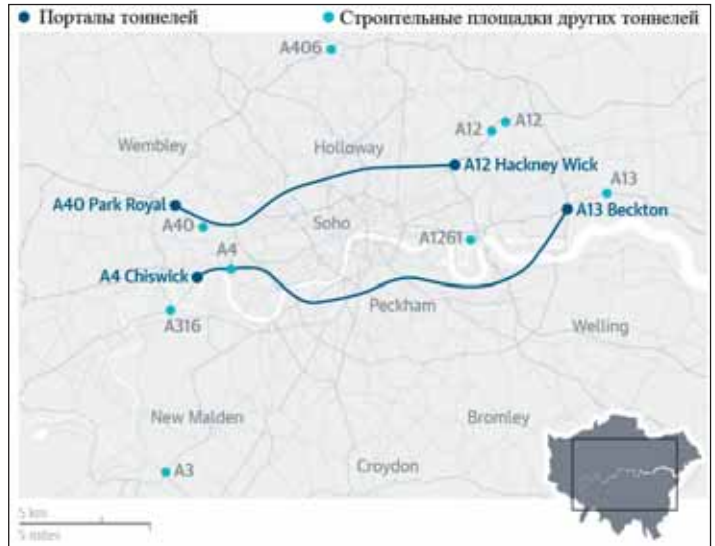 Порталы тоннелей
Строительные площадки других тоннелей
A406
A12
A12
Wembley
Holloway
A12 Hackney Wick
A13
A40 Park Royal
A13 Beckton
A40
Soho
A1261
A4
A4 Chiswick
Peckham
A316
Welling
New Malden
Bromley
A3
Croydon
5 km
5 miles